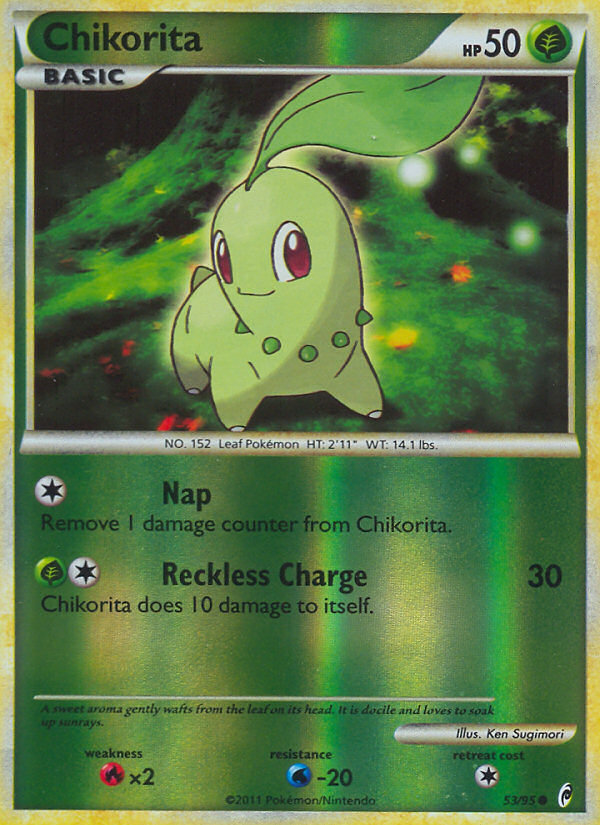 Chikorita
HP 50
BASIC
NO. 152 Leaf Pokémon HT: 2'11" WT: 14.1 lbs.
Nap
Remove 1 damage counter from Chikorita.
Reckless Charge 30
Chikorita does 10 damage to itself.
A sweet aroma gently wafts from the leaf on its head. It is docile and loves to soak
up sunrays.
Illus. Ken Sugimori
weakness resistance retreat cost
×2 -20
©2011 Pokémon/Nintendo 53/95